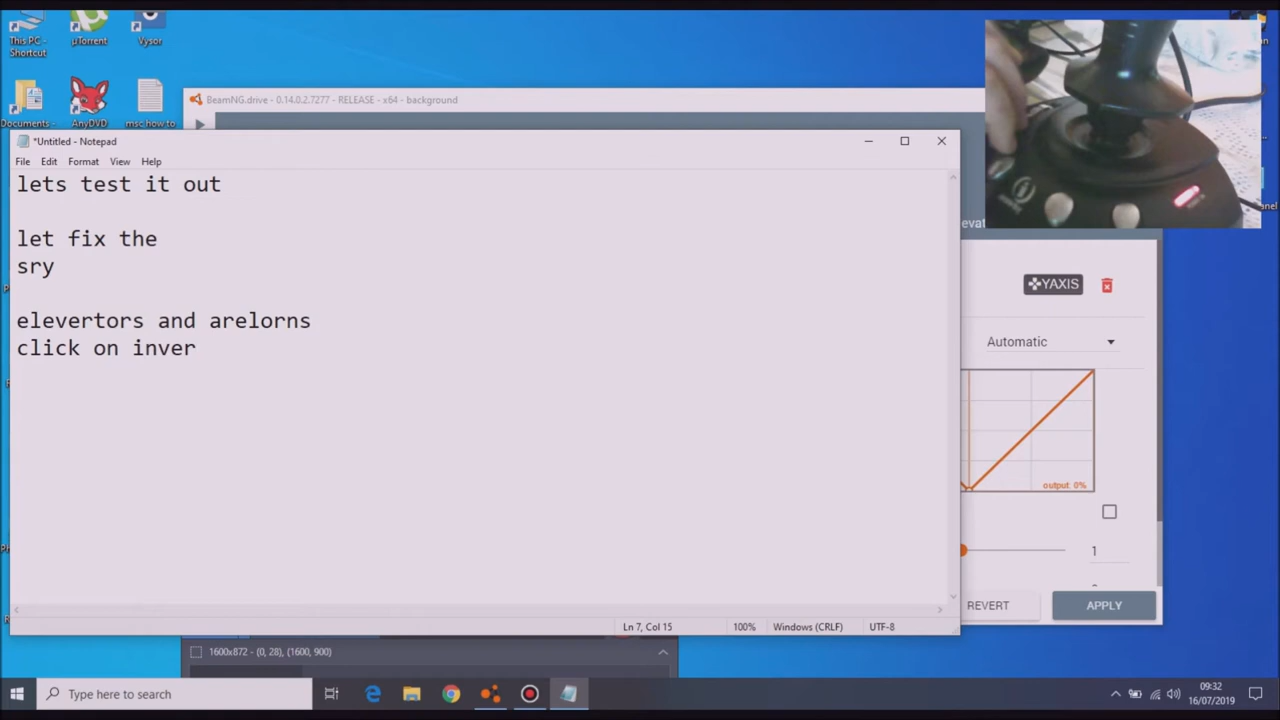 This PC -
Shortcut
µTorrent
Vysor
Documents -
AnyDVD
msc how to
BeamNG.drive - 0.14.0.2.7277 - RELEASE - x64 - background
*Untitled - Notepad
File Edit Format View Help
lets test it out
let fix the
sry
elevertors and arelorns
click on inver
YAXIS
Automatic
output: 0%
1
REVERT
APPLY
Ln 7, Col 15
100%
Windows (CRLF)
UTF-8
1600x872 - (0, 28), (1600, 900)
Type here to search
09:32
16/07/2019